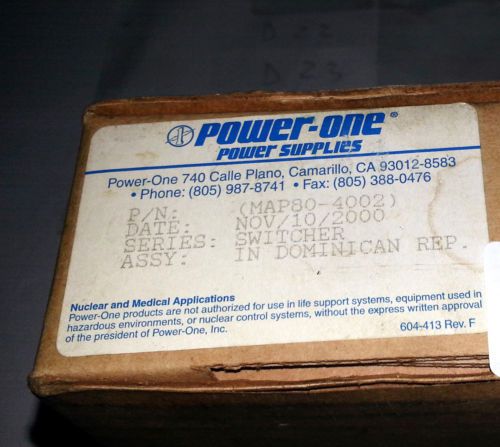 D 22
D 23
POWER-ONE®
POWER SUPPLIES
Power-One 740 Calle Plano, Camarillo, CA 93012-8583
• Phone: (805) 987-8741 • Fax: (805) 388-0476
P/N: (MAP80-4002)
DATE: NOV/10/2000
SERIES: SWITCHER
ASSY: IN DOMINICAN REP.
Nuclear and Medical Applications
Power-One products are not authorized for use in life support systems, equipment used in
hazardous environments, or nuclear control systems, without the express written approval
of the president of Power-One, Inc.
604-413 Rev. F